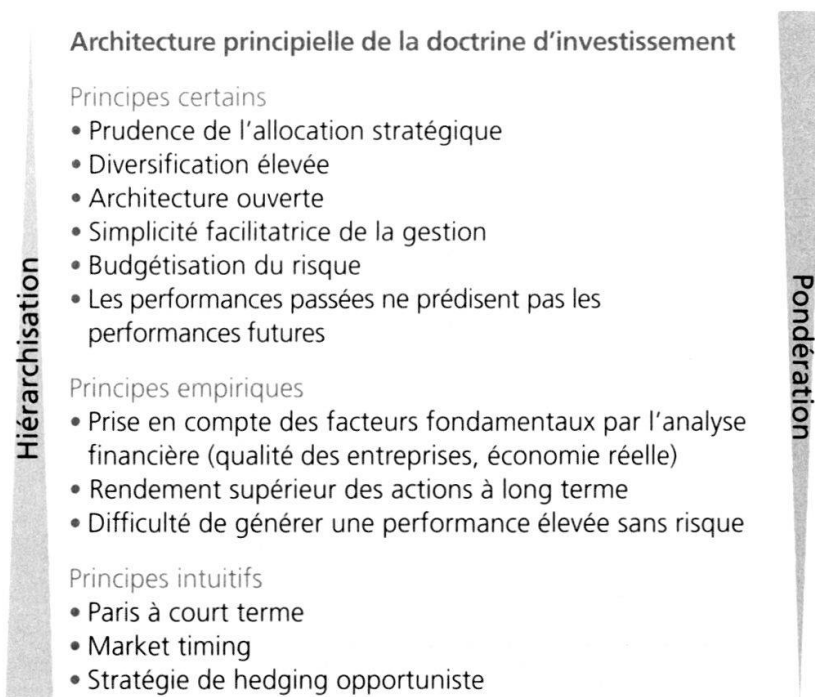 Architecture principielle de la doctrine d'investissement
Principes certains
• Prudence de l'allocation stratégique
• Diversification élevée
• Architecture ouverte
• Simplicité facilitatrice de la gestion
• Budgétisation du risque
• Les performances passées ne prédisent pas les
performances futures
Principes empiriques
• Prise en compte des facteurs fondamentaux par l'analyse
financière (qualité des entreprises, économie réelle)
• Rendement supérieur des actions à long terme
• Difficulté de générer une performance élevée sans risque
Principes intuitifs
• Paris à court terme
• Market timing
• Stratégie de hedging opportuniste
Hiérarchisation
Pondération